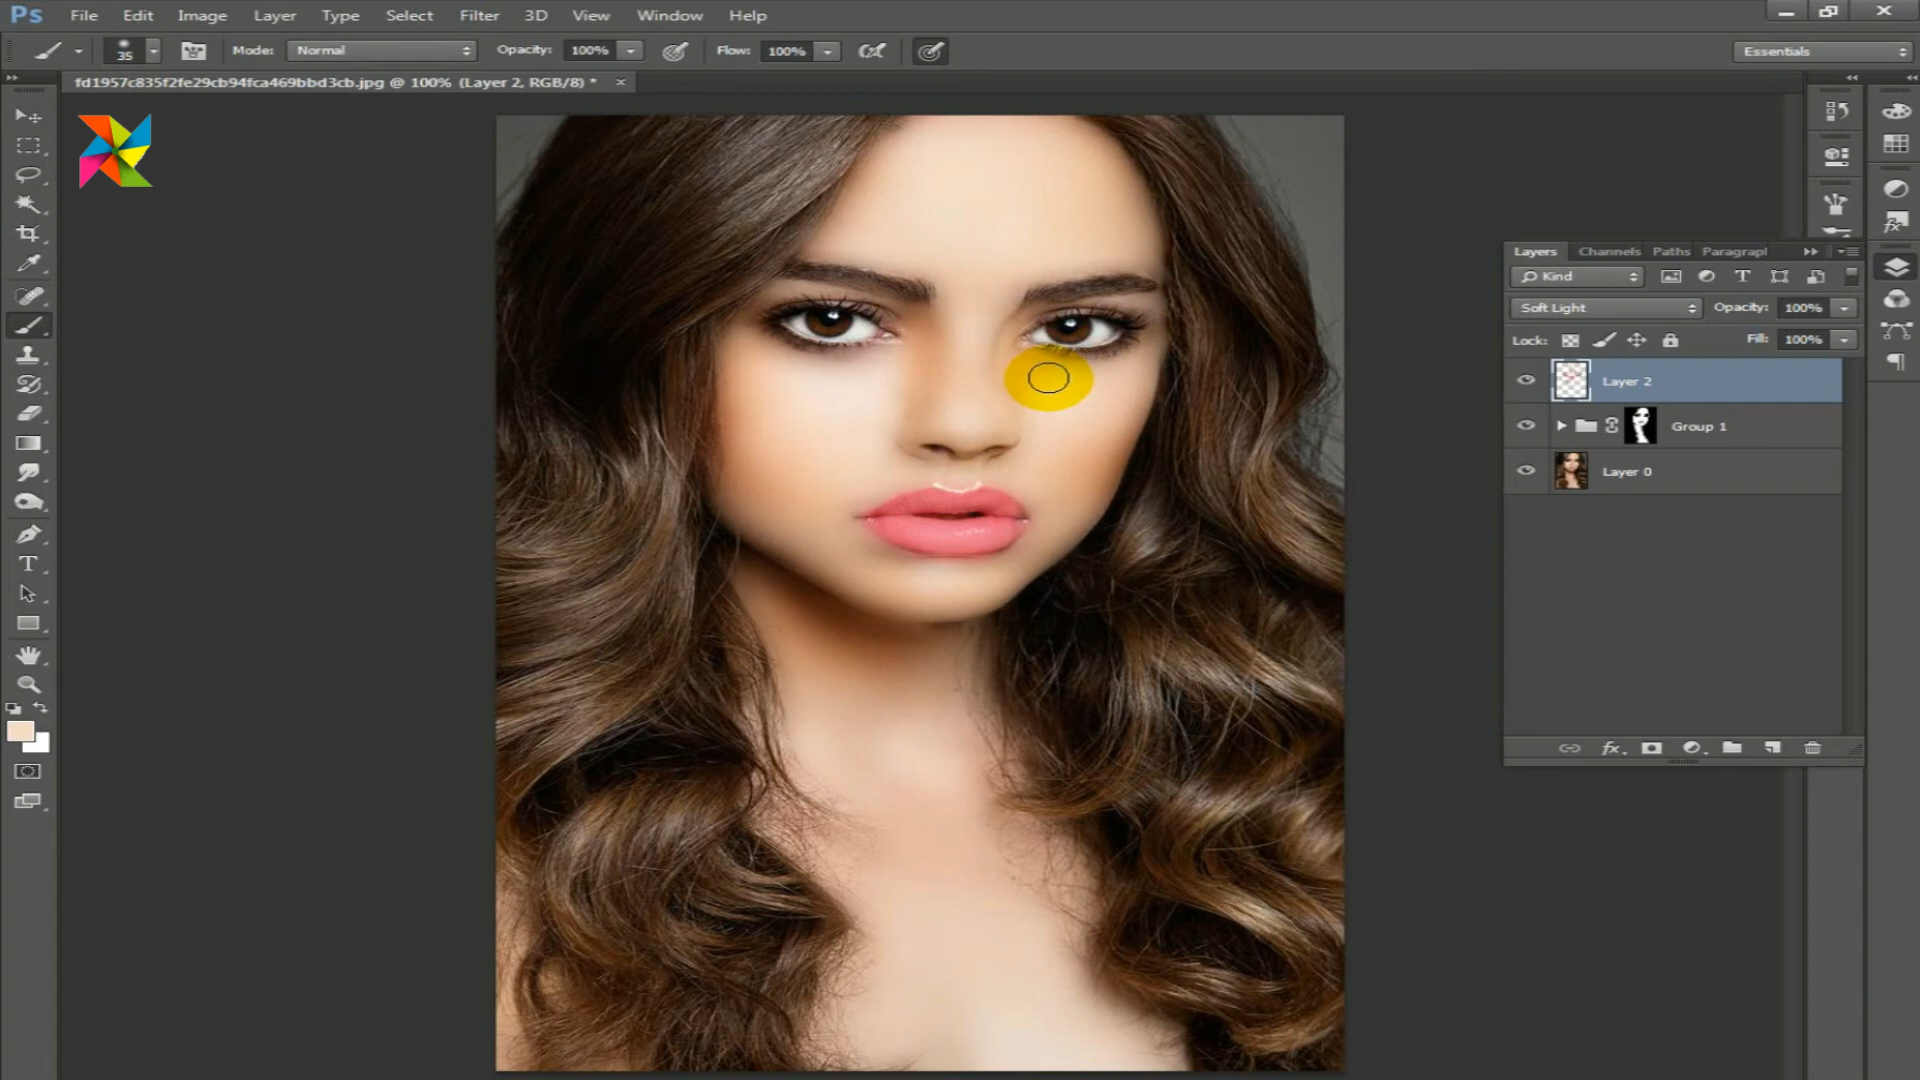 Ps File Edit Image Layer Type Select Filter 3D View Window Help
35 Mode: Normal Opacity: 100% Flow: 100% Essentials
fd1957c835f2fe29cb94fca469bbd3cb.jpg @ 100% (Layer 2, RGB/8) *
Layers Channels Paths Paragrapl
Kind
Soft Light Opacity: 100%
Lock: Fill: 100%
Layer 2
Group 1
Layer 0
fx